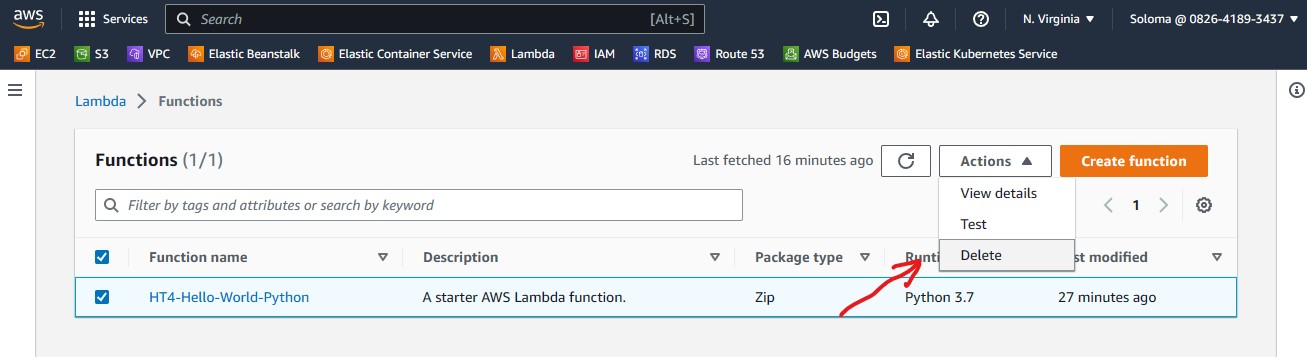 aws Services Search [Alt+S] N. Virginia Soloma @ 0826-4189-3437
EC2 S3 VPC Elastic Beanstalk Elastic Container Service Lambda IAM RDS Route 53 AWS Budgets Elastic Kubernetes Service
Lambda Functions
Functions (1/1) Last fetched 16 minutes ago Actions Create function
View details
Filter by tags and attributes or search by keyword 1
Test
Function name Description Package type Runti Delete st modified
HT4-Hello-World-Python A starter AWS Lambda function. Zip Python 3.7 27 minutes ago